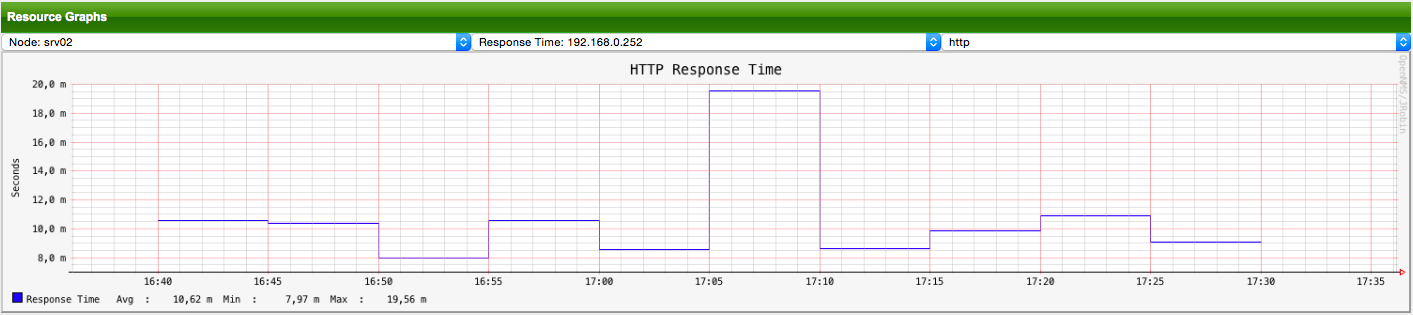 Resource Graphs
Node: srv02 Response Time: 192.168.0.252 http
HTTP Response Time
OpenNMS/JRobin
Seconds
20,0 m
18,0 m
16,0 m
14,0 m
12,0 m
10,0 m
8,0 m
16:40 16:45 16:50 16:55 17:00 17:05 17:10 17:15 17:20 17:25 17:30 17:35
Response Time Avg : 10,62 m Min : 7,97 m Max : 19,56 m